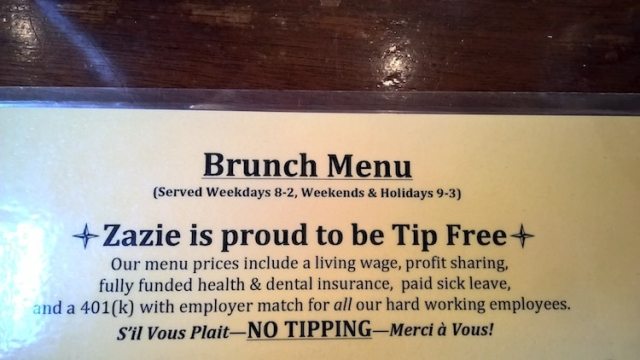 Brunch Menu
(Served Weekdays 8-2, Weekends & Holidays 9-3)
Zazie is proud to be Tip Free
Our menu prices include a living wage, profit sharing,
fully funded health & dental insurance, paid sick leave,
and a 401(k) with employer match for all our hard working employees.
S'il Vous Plait—NO TIPPING—Merci à Vous!